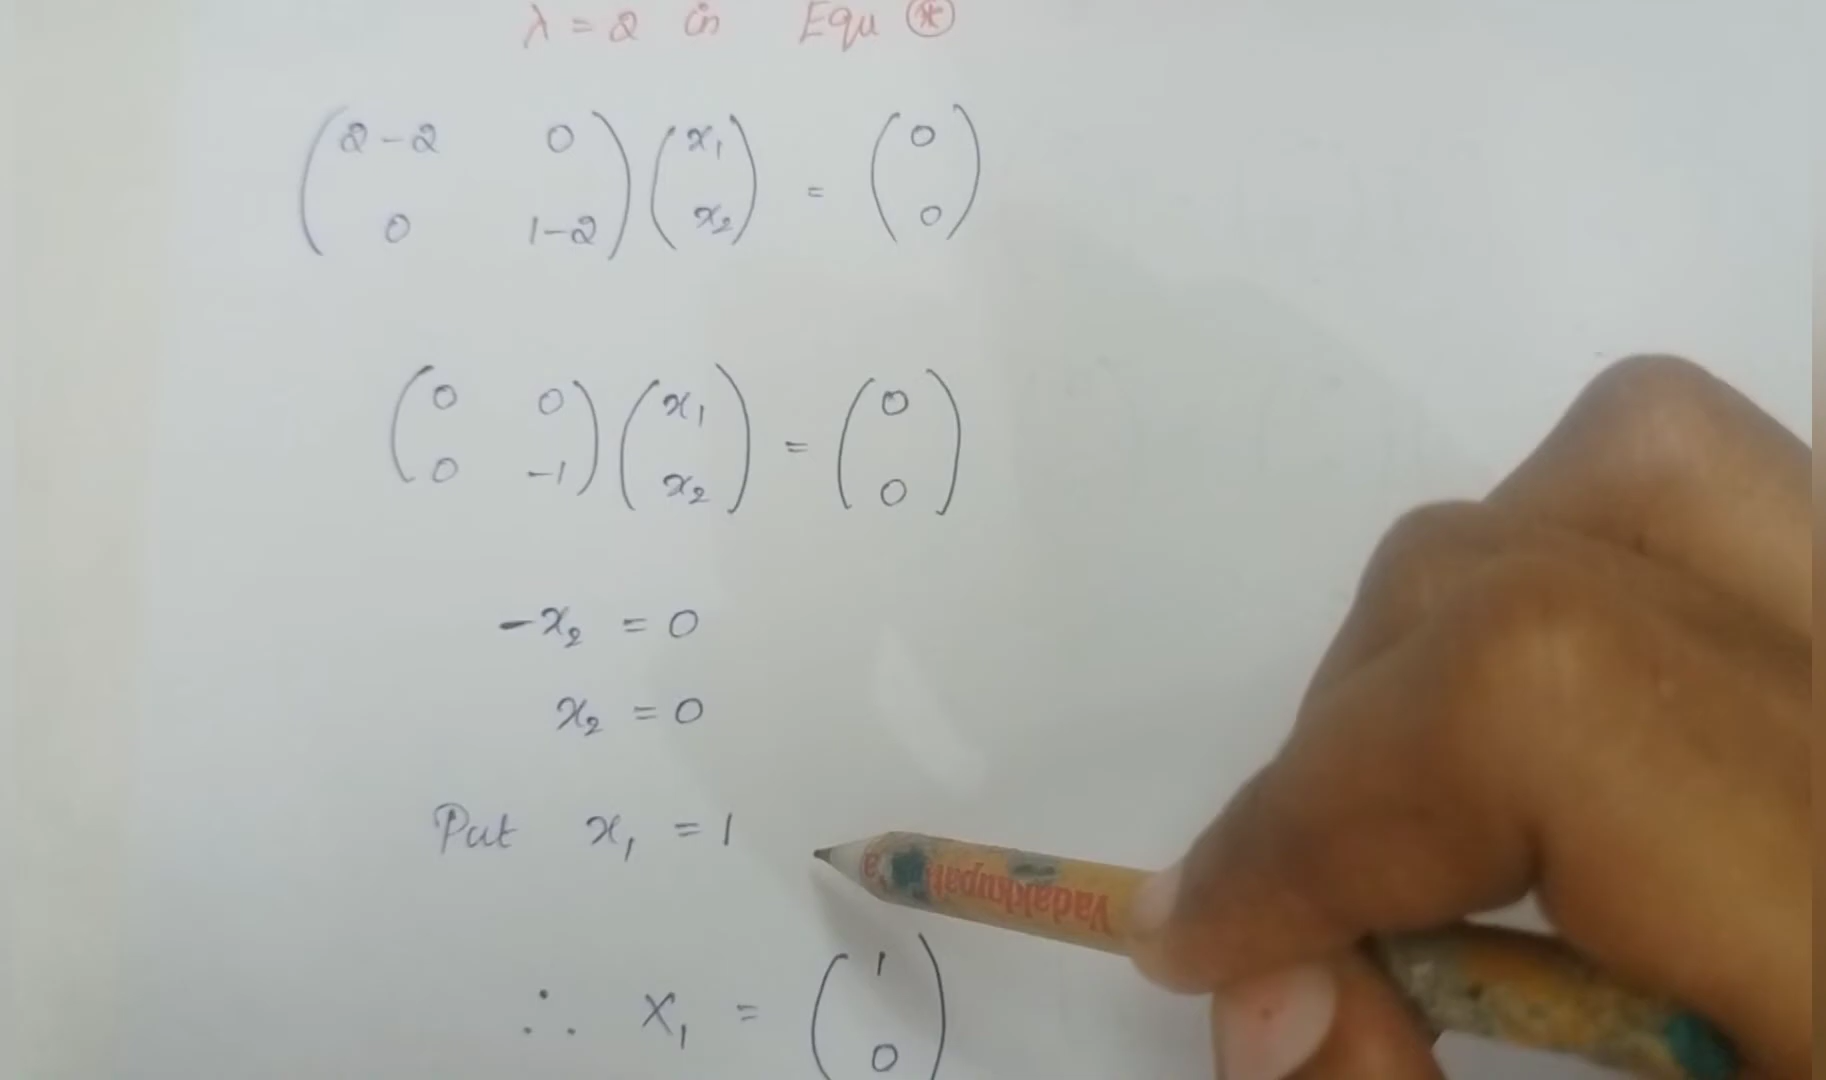 λ = 2 in Equ (*)
(2-2 0) (x₁) = (0)
(0 1-2) (x₂) (0)
(0 0) (x₁) = (0)
(0 -1) (x₂) (0)
-x₂ = 0
x₂ = 0
Put x₁ = 1
Vadakkupat
∴ X₁ = (1)
(0)